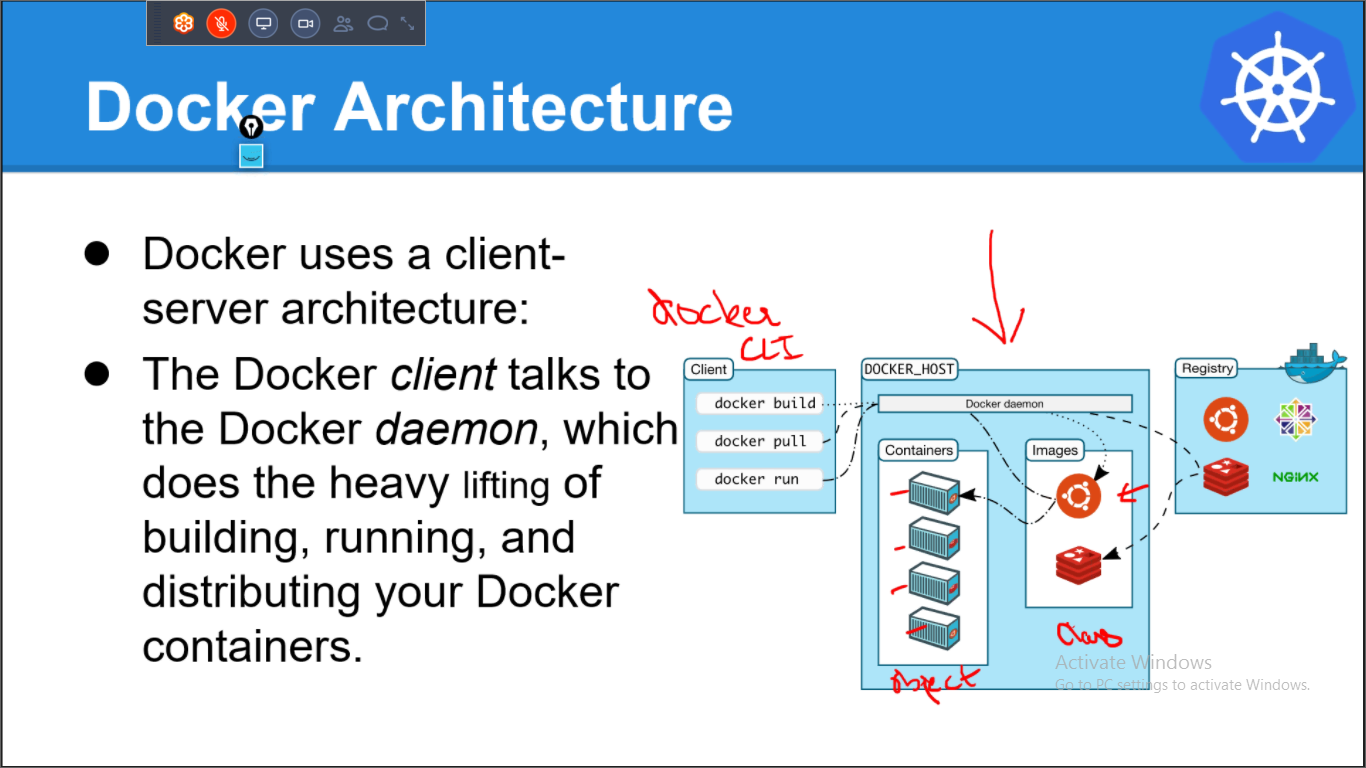 Docker Architecture
Docker uses a client-
server architecture:
The Docker client talks to
the Docker daemon, which
does the heavy lifting of
building, running, and
distributing your Docker
containers.
docker
CLI
Client
docker build
docker pull
docker run
DOCKER_HOST
Docker daemon
Containers
Images
object
Class
Registry
NGINX
Activate Windows
Go to PC settings to activate Windows.